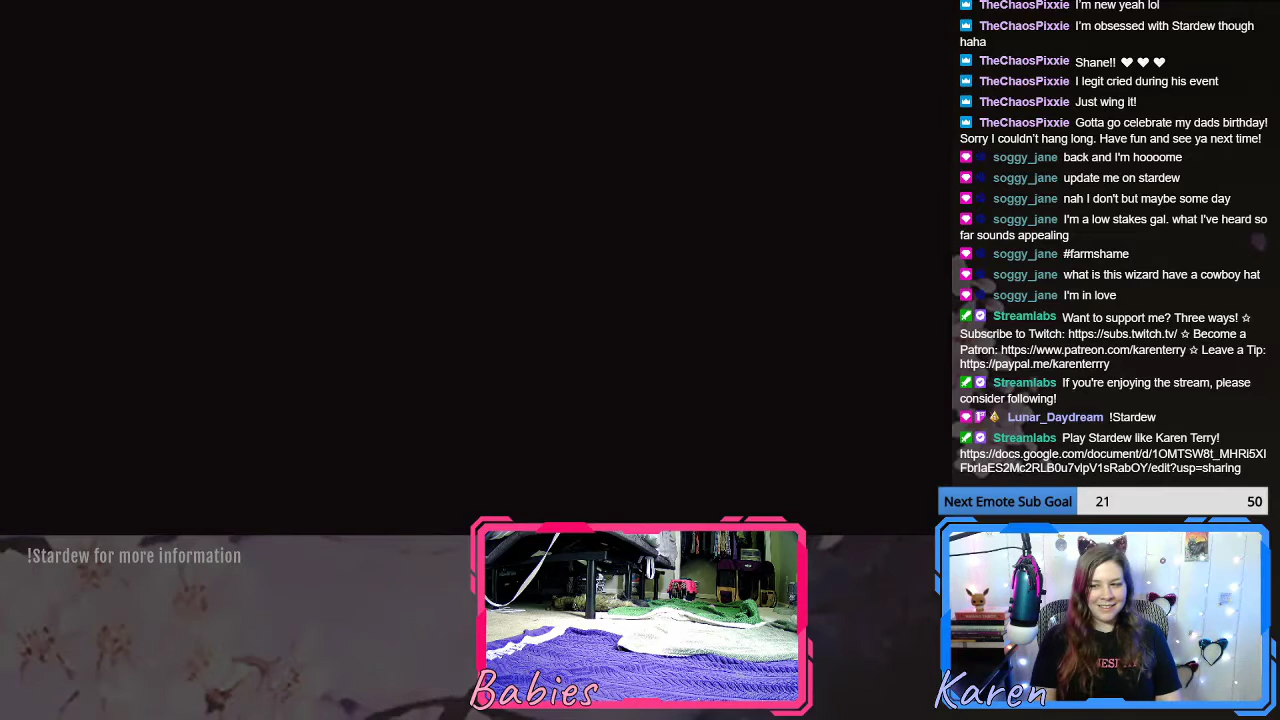 TheChaosPixxie I'm new yeah lol
TheChaosPixxie I'm obsessed with Stardew though
haha
TheChaosPixxie Shane!! ♥ ♥ ♥
TheChaosPixxie I legit cried during his event
TheChaosPixxie Just wing it!
TheChaosPixxie Gotta go celebrate my dads birthday!
Sorry I couldn't hang long. Have fun and see ya next time!
soggy_jane back and I'm hoooome
soggy_jane update me on stardew
soggy_jane nah I don't but maybe some day
soggy_jane I'm a low stakes gal. what I've heard so
far sounds appealing
soggy_jane #farmshame
soggy_jane what is this wizard have a cowboy hat
soggy_jane I'm in love
Streamlabs Want to support me? Three ways! ☆
Subscribe to Twitch: https://subs.twitch.tv/ ☆ Become a
Patron: https://www.patreon.com/karenterry ☆ Leave a Tip:
https://paypal.me/karenterrry
Streamlabs If you're enjoying the stream, please
consider following!
Lunar_Daydream !Stardew
Streamlabs Play Stardew like Karen Terry!
https://docs.google.com/document/d/1OMTSW8t_MHRi5XI
FbrIaES2Mc2RLB0u7vlpV1sRabOY/edit?usp=sharing
Next Emote Sub Goal 21 50
!Stardew for more information
Babies
Karen